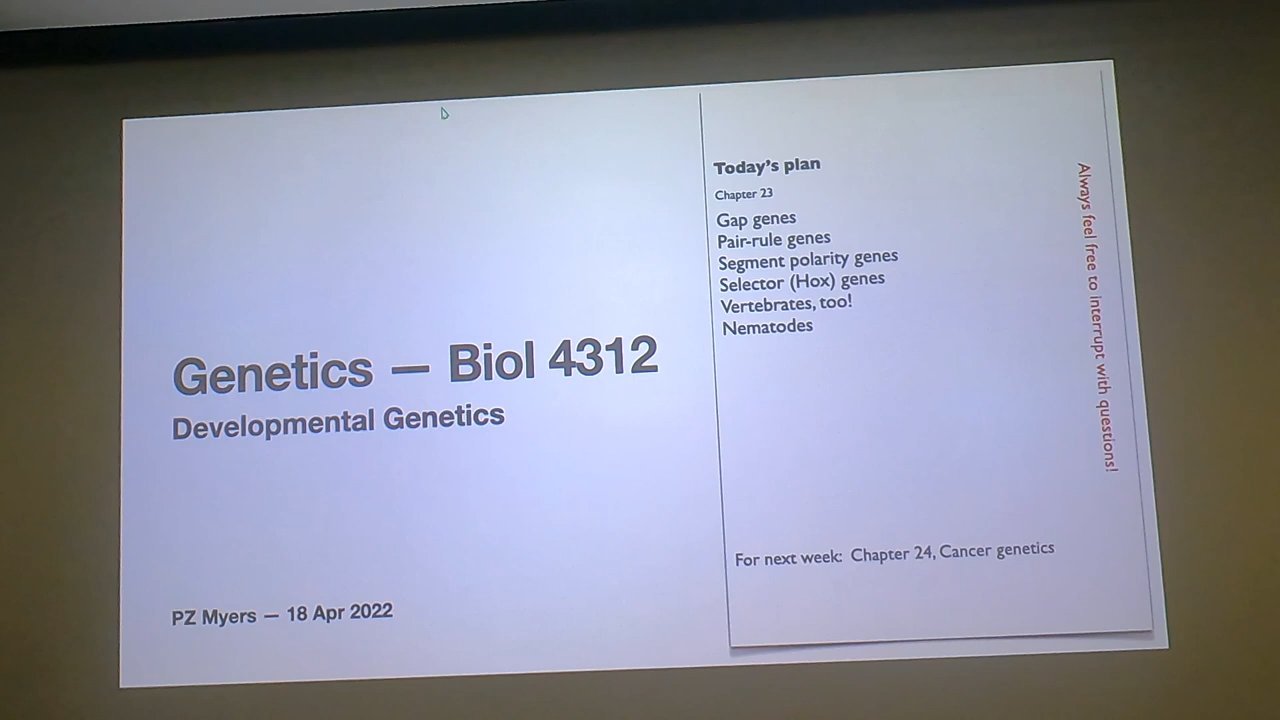 Genetics — Biol 4312
Developmental Genetics
PZ Myers — 18 Apr 2022
Today's plan
Chapter 23
Gap genes
Pair-rule genes
Segment polarity genes
Selector (Hox) genes
Vertebrates, too!
Nematodes
For next week: Chapter 24, Cancer genetics
Always feel free to interrupt with questions!